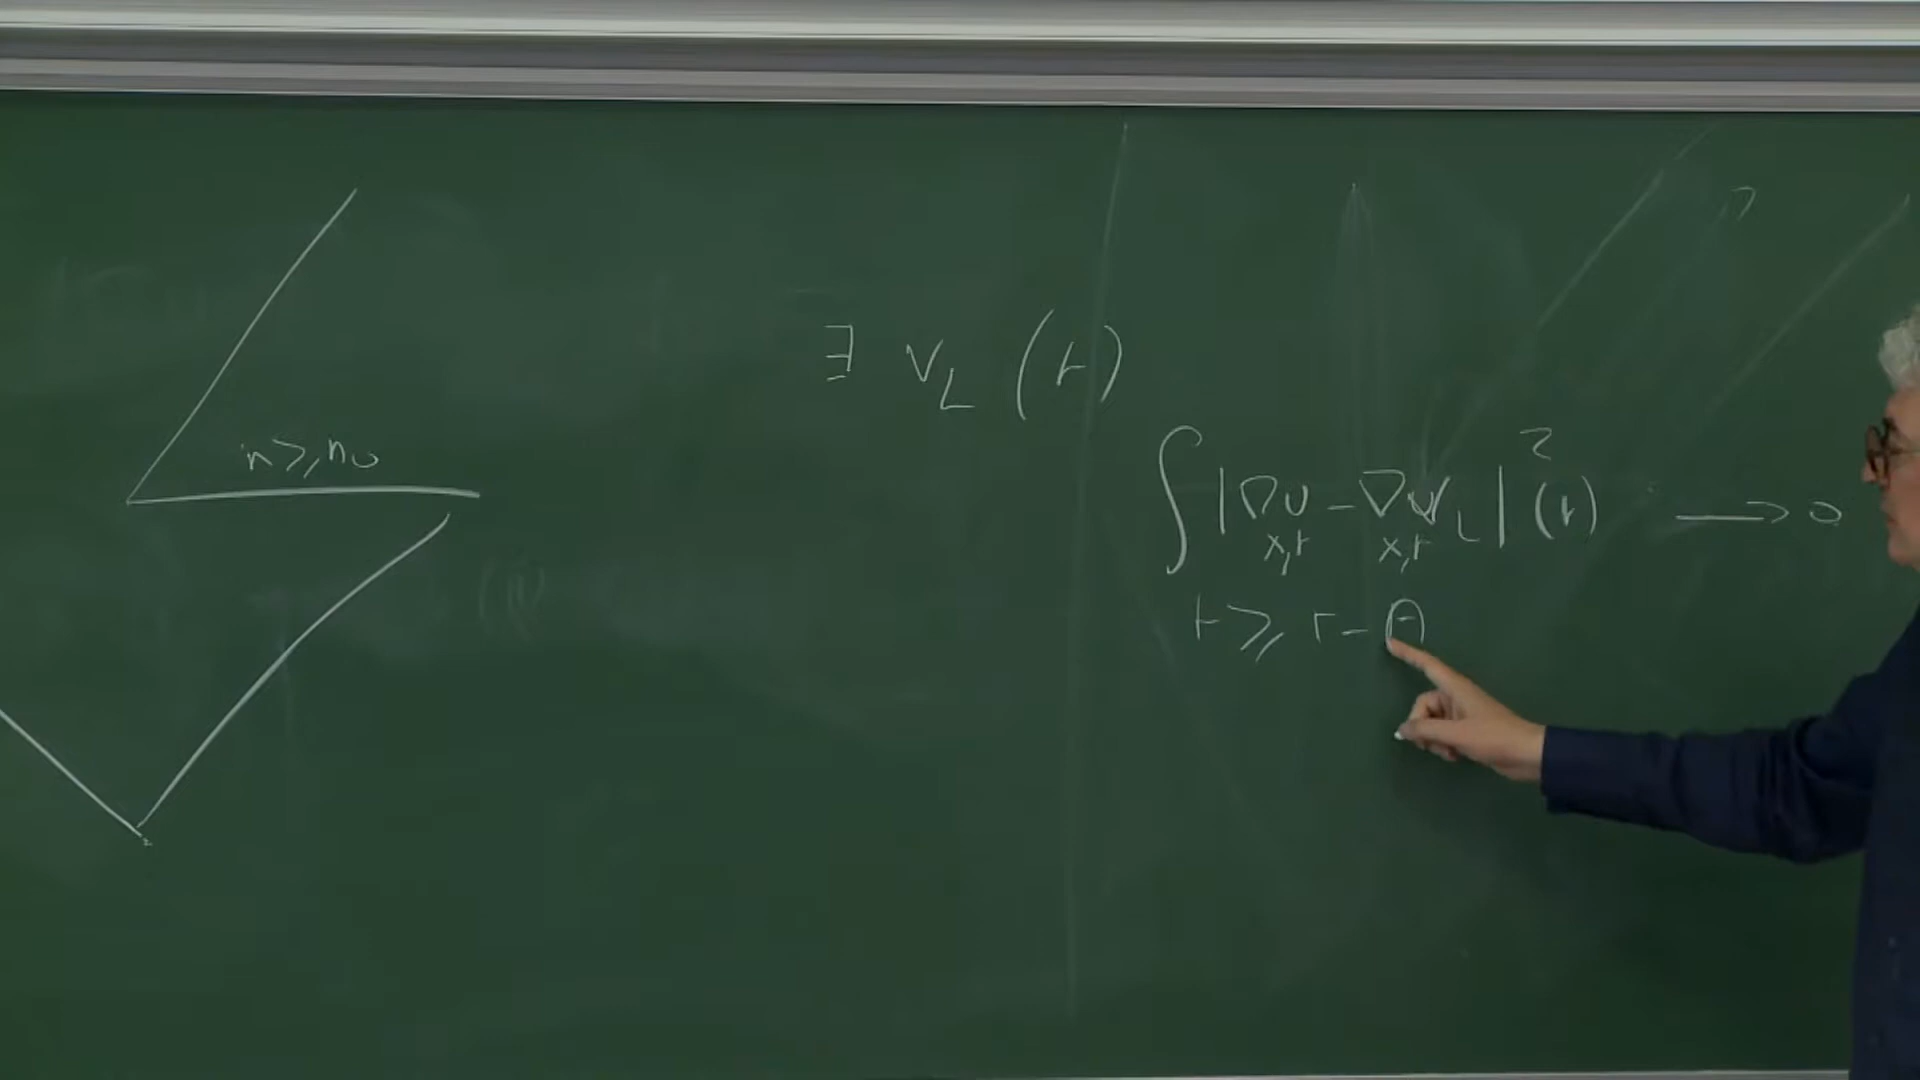 n ≥ n₀
∃ v_L (t)
∫ |∇_{x,t} u - ∇_{x,t} v_L|² (t) → 0
t ≥ r - A